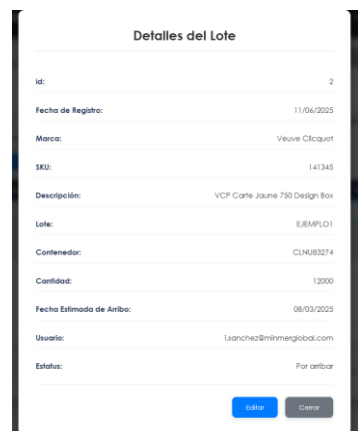 Detalles del Lote
id: 2
Fecha de Registro: 11/06/2025
Marca: Veuve Clicquot
SKU: 141345
Descripción: VCP Carte Jaune 750 Design Box
Lote: EJEMPLO1
Contenedor: CLNU83274
Cantidad: 12000
Fecha Estimada de Arribo: 08/03/2025
Usuario: i.sanchez@minmerglobal.com
Estatus: Por arribar
Editar Cerrar